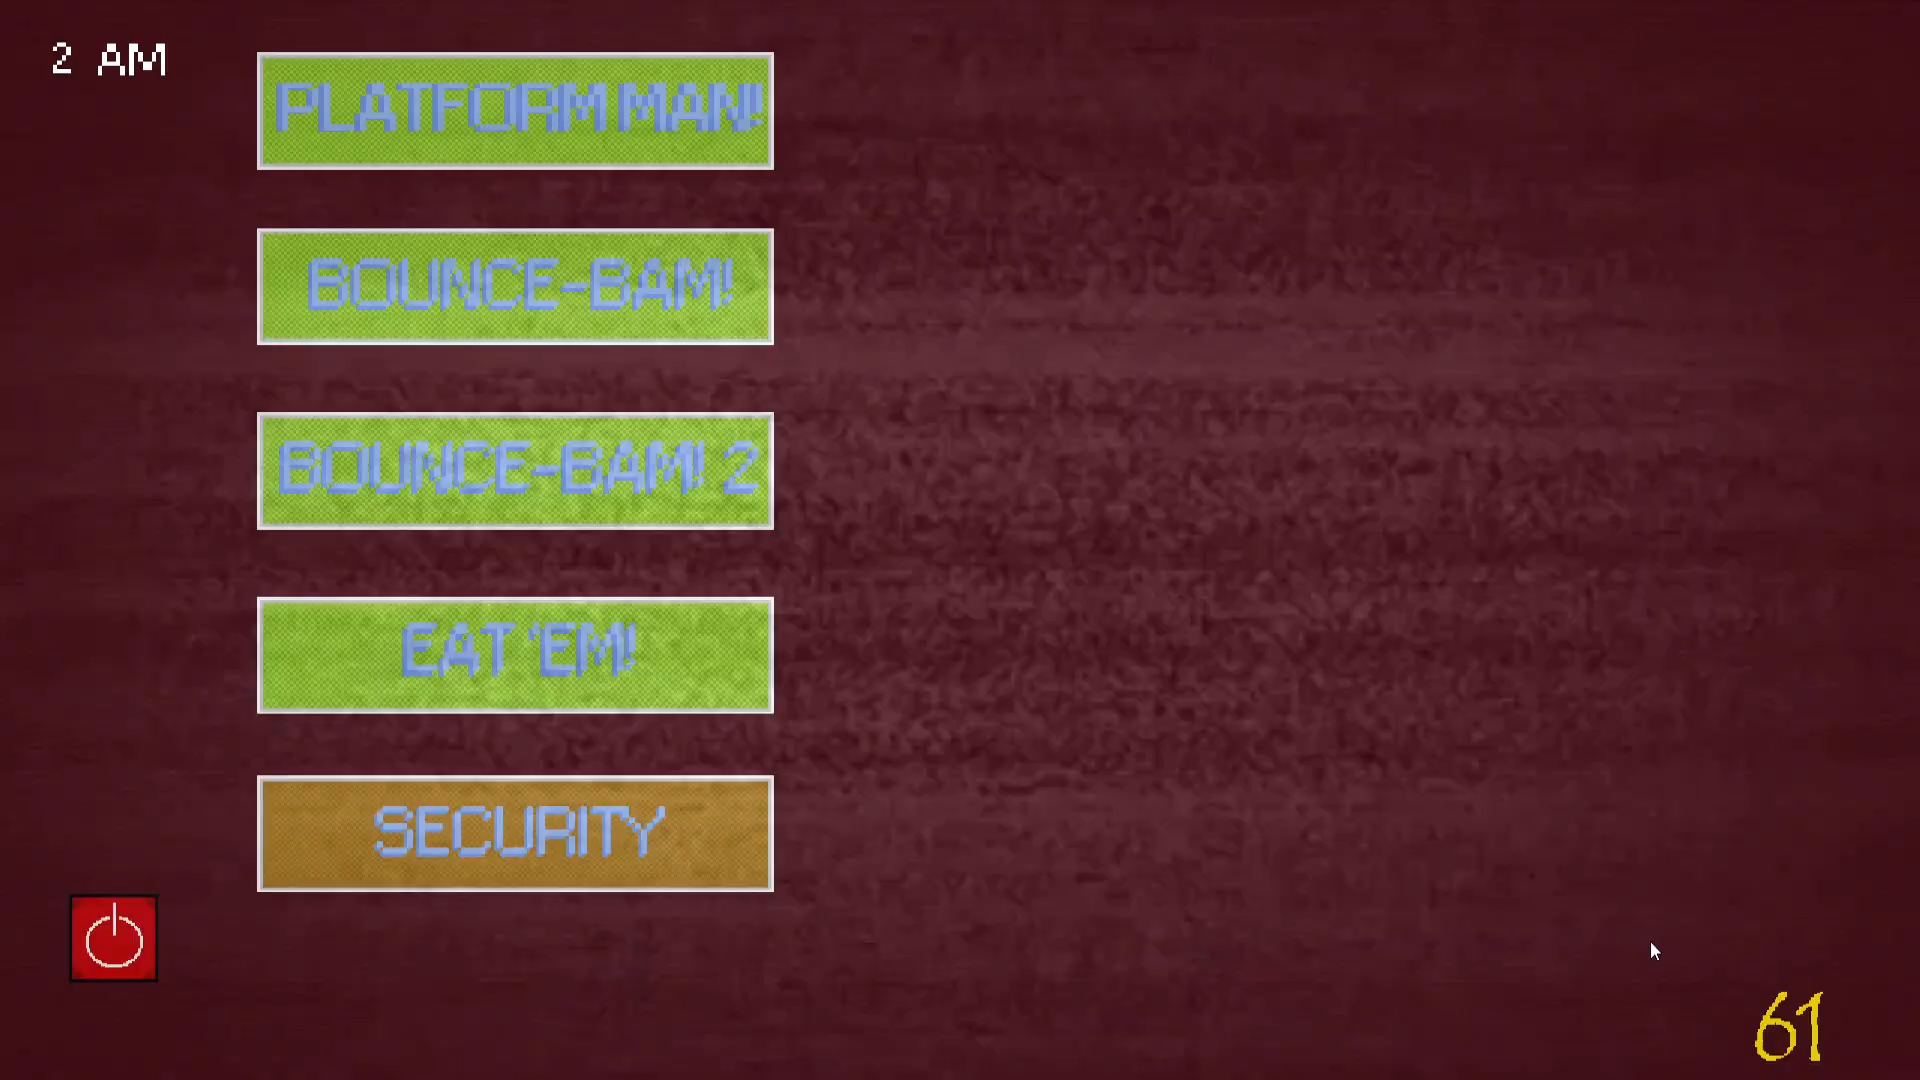 2 AM
PLATFORM MAN!
BOUNCE-BAM!
BOUNCE-BAM! 2
EAT 'EM!
SECURITY
61